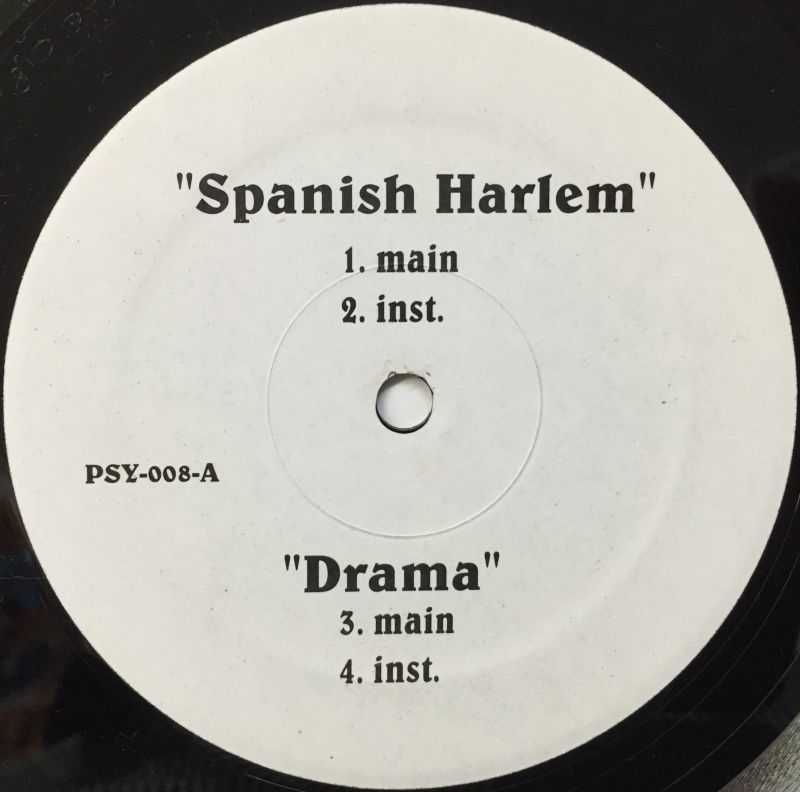 "Spanish Harlem"
1. main
2. inst.
PSY-008-A
"Drama"
3. main
4. inst.